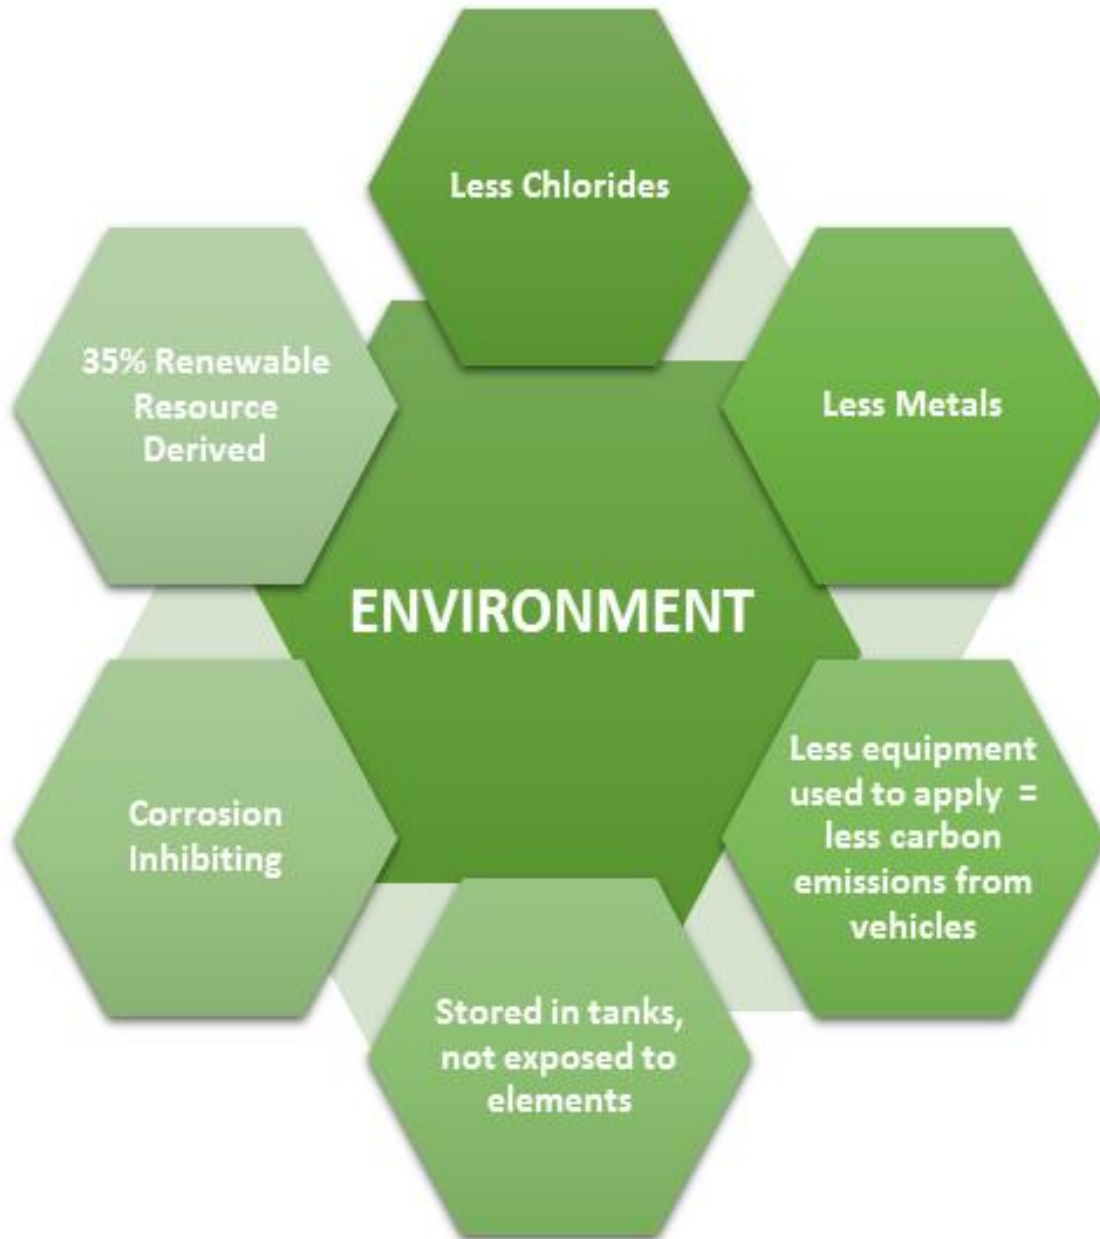 Less Chlorides
Less Metals
Less equipment
used to apply  =
less carbon
emissions from
vehicles
Stored in tanks,
not exposed to
elements
Corrosion
Inhibiting
35% Renewable
Resource
Derived
ENVIRONMENT